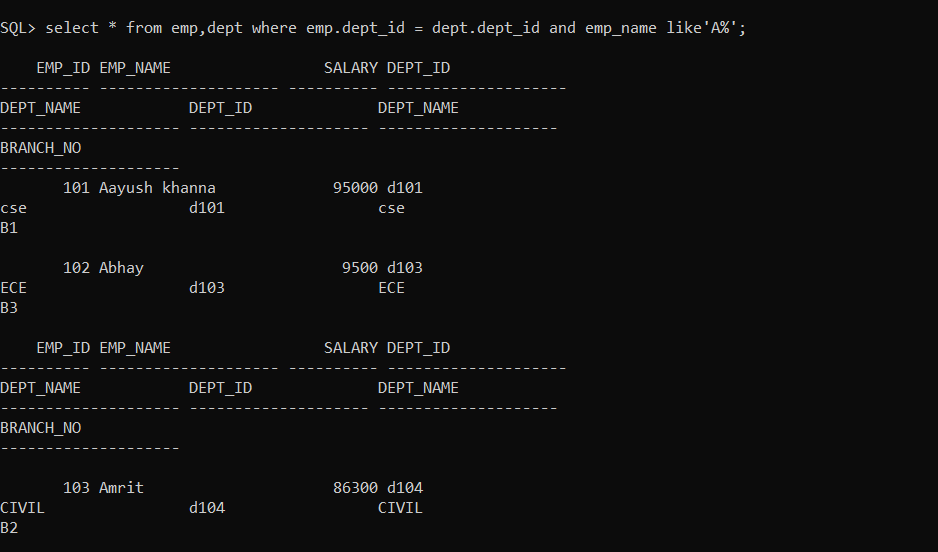 SQL> select * from emp,dept where emp.dept_id = dept.dept_id and emp_name like'A%';
    EMP_ID EMP_NAME                 SALARY DEPT_ID
---------- -------------------- ---------- --------------------
DEPT_NAME            DEPT_ID              DEPT_NAME
-------------------- -------------------- --------------------
BRANCH_NO
--------------------
       101 Aayush khanna             95000 d101
cse                  d101                 cse
B1
       102 Abhay                      9500 d103
ECE                  d103                 ECE
B3
    EMP_ID EMP_NAME                 SALARY DEPT_ID
---------- -------------------- ---------- --------------------
DEPT_NAME            DEPT_ID              DEPT_NAME
-------------------- -------------------- --------------------
BRANCH_NO
--------------------
       103 Amrit                     86300 d104
CIVIL                d104                 CIVIL
B2